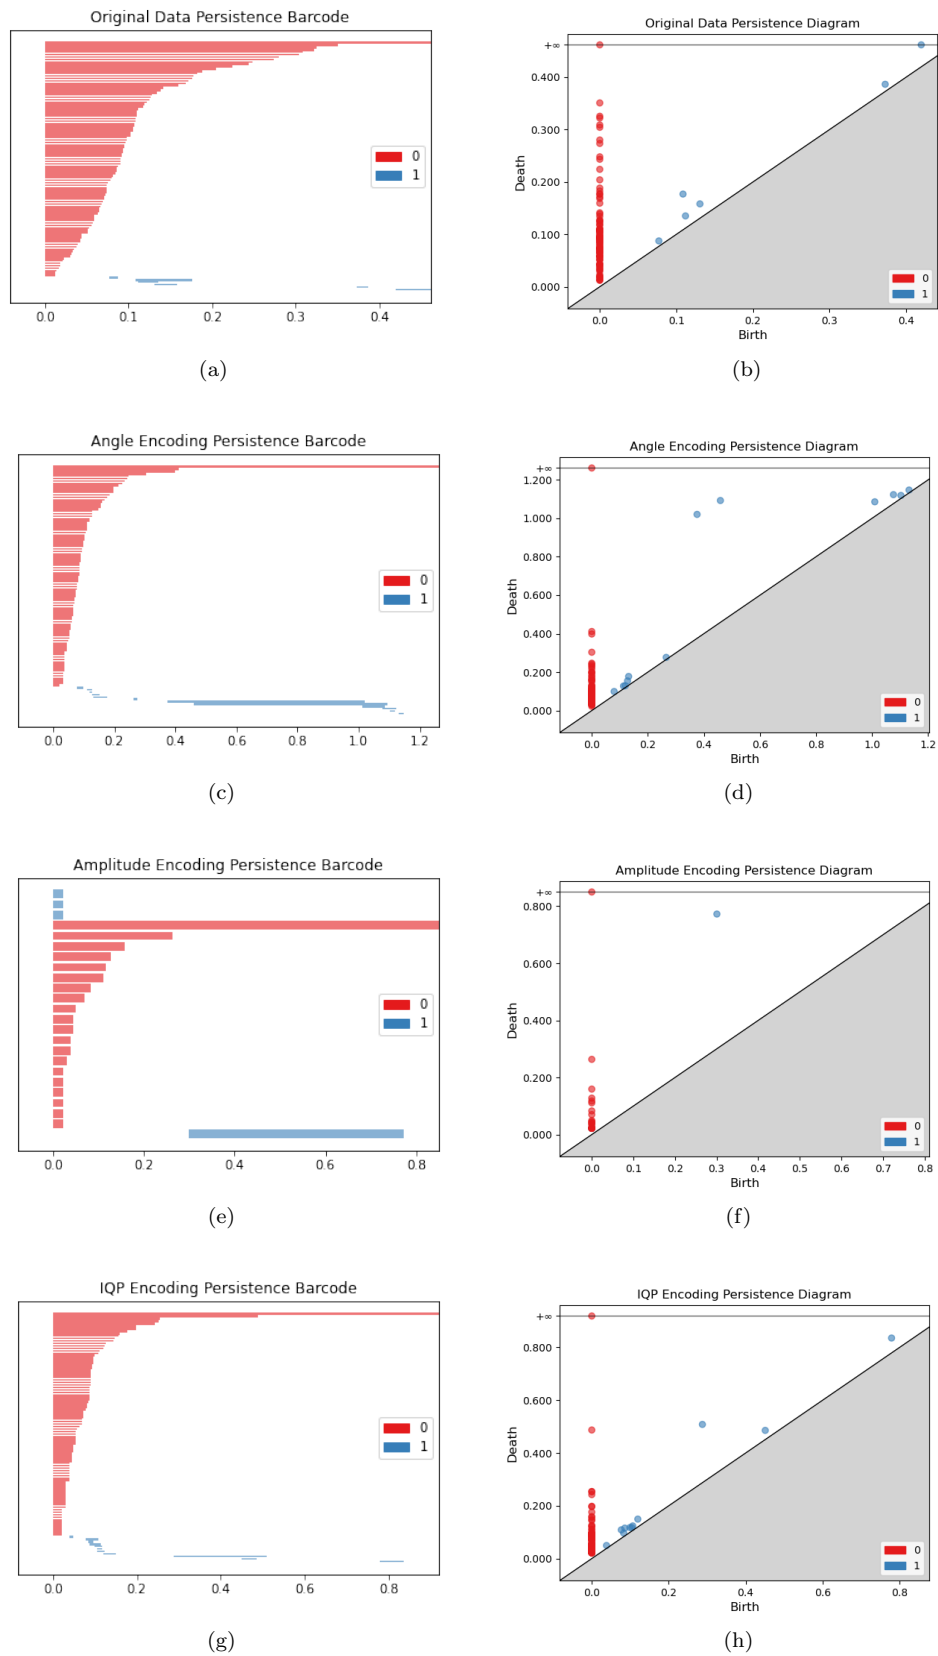 Original Data Persistence Barcode
0
1
0.0 0.1 0.2 0.3 0.4
(a)
Original Data Persistence Diagram
+∞
0.400
0.300
0.200
0.100
0.000
Death
0
1
0.0 0.1 0.2 0.3 0.4
Birth
(b)
Angle Encoding Persistence Barcode
0
1
0.0 0.2 0.4 0.6 0.8 1.0 1.2
(c)
Angle Encoding Persistence Diagram
+∞
1.200
1.000
0.800
0.600
0.400
0.200
0.000
Death
0
1
0.0 0.2 0.4 0.6 0.8 1.0 1.2
Birth
(d)
Amplitude Encoding Persistence Barcode
0
1
0.0 0.2 0.4 0.6 0.8
(e)
Amplitude Encoding Persistence Diagram
+∞
0.800
0.600
0.400
0.200
0.000
Death
0
1
0.0 0.1 0.2 0.3 0.4 0.5 0.6 0.7 0.8
Birth
(f)
IQP Encoding Persistence Barcode
0
1
0.0 0.2 0.4 0.6 0.8
(g)
IQP Encoding Persistence Diagram
+∞
0.800
0.600
0.400
0.200
0.000
Death
0
1
0.0 0.2 0.4 0.6 0.8
Birth
(h)